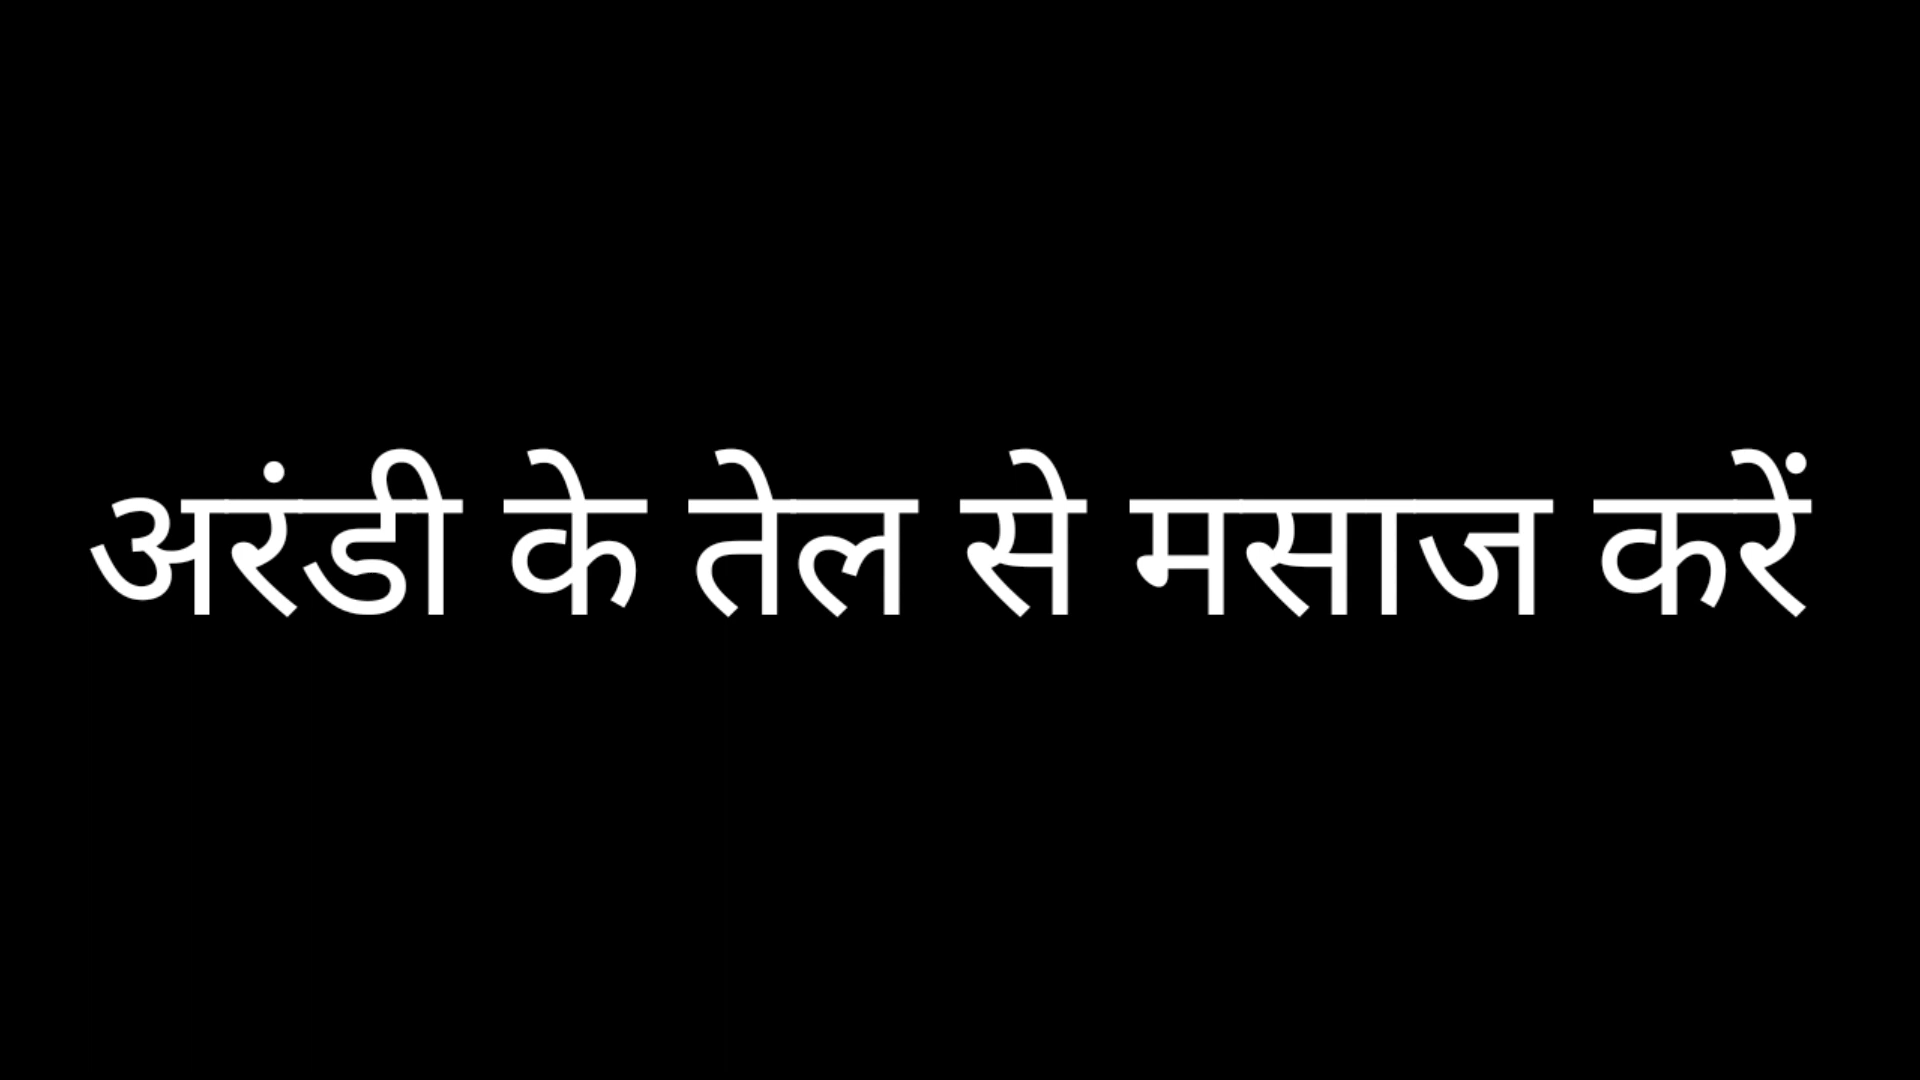 अरंडी के तेल से मसाज करें